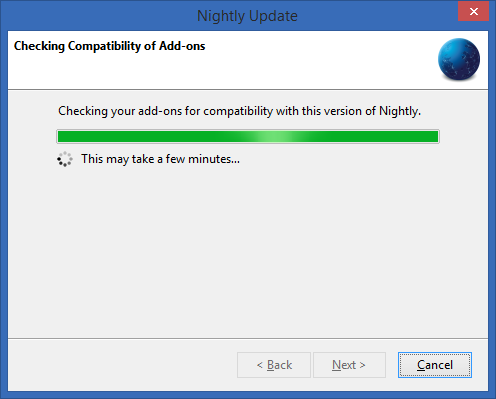 Nightly Update
Checking Compatibility of Add-ons
Checking your add-ons for compatibility with this version of Nightly.
This may take a few minutes...
< Back Next > Cancel